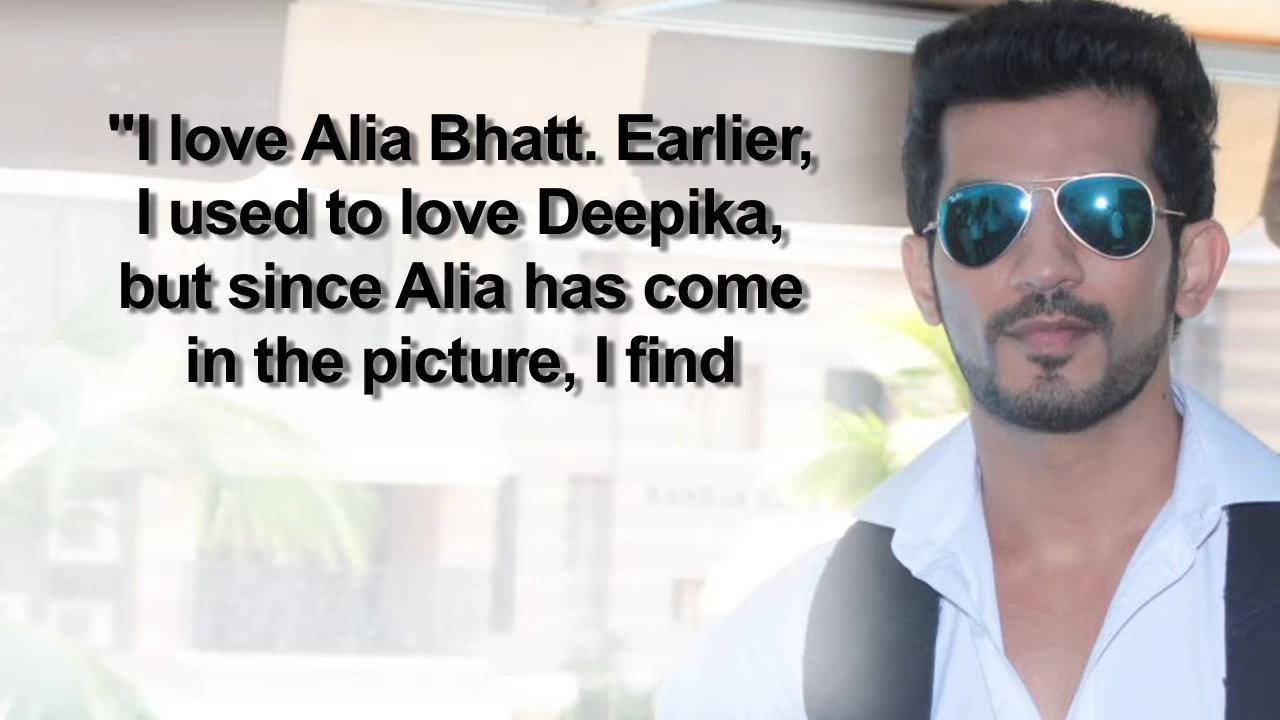 "I love Alia Bhatt. Earlier,
I used to love Deepika,
but since Alia has come
in the picture, I find